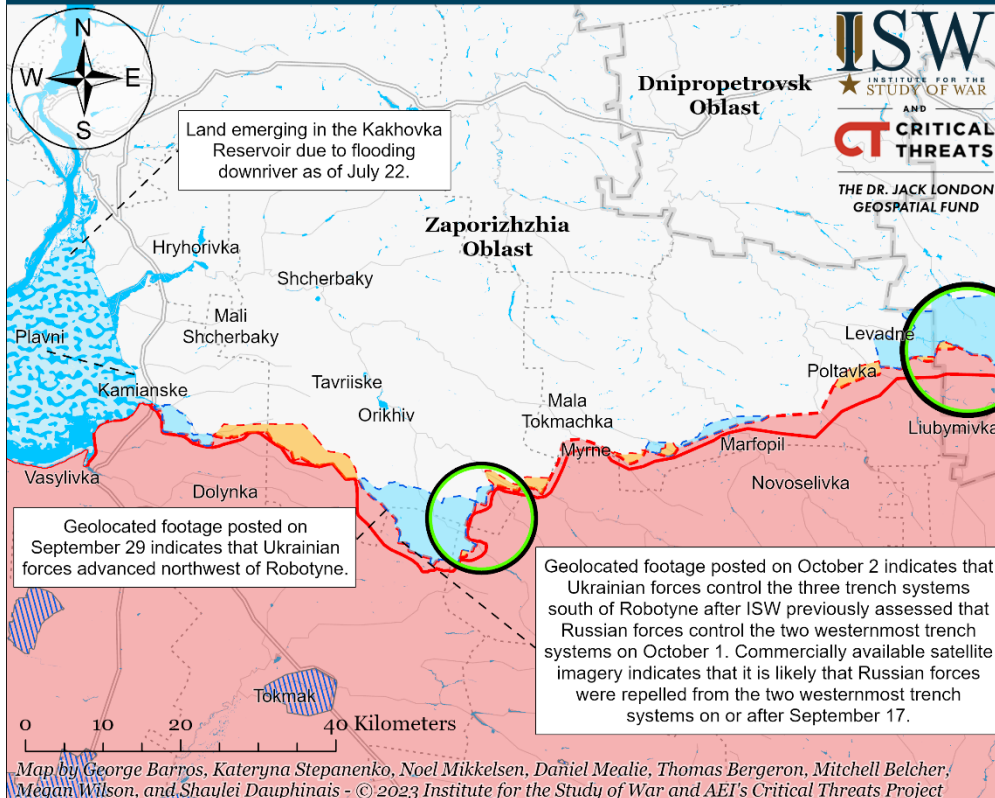 N
W E
S
ISW
INSTITUTE FOR THE
STUDY OF WAR
AND
CT CRITICAL
THREATS
THE DR. JACK LONDON
GEOSPATIAL FUND
Dnipropetrovsk
Oblast
Land emerging in the Kakhovka
Reservoir due to flooding
downriver as of July 22.
Zaporizhzhia
Oblast
Hryhorivka
Shcherbaky
Mali
Shcherbaky
Plavni
Levadne
Kamianske
Tavriiske
Poltavka
Orikhiv
Mala
Tokmachka
Liubymivka
Myrne
Marfopil
Vasylivka
Dolynka
Novoselivka
Geolocated footage posted on
September 29 indicates that Ukrainian
forces advanced northwest of Robotyne.
Geolocated footage posted on October 2 indicates that
Ukrainian forces control the three trench systems
south of Robotyne after ISW previously assessed that
Russian forces control the two westernmost trench
systems on October 1. Commercially available satellite
imagery indicates that it is likely that Russian forces
were repelled from the two westernmost trench
systems on or after September 17.
Tokmak
0 10 20 40 Kilometers
Map by George Barros, Kateryna Stepanenko, Noel Mikkelsen, Daniel Mealie, Thomas Bergeron, Mitchell Belcher,
Megan Wilson, and Shaylei Dauphinais - © 2023 Institute for the Study of War and AEI's Critical Threats Project